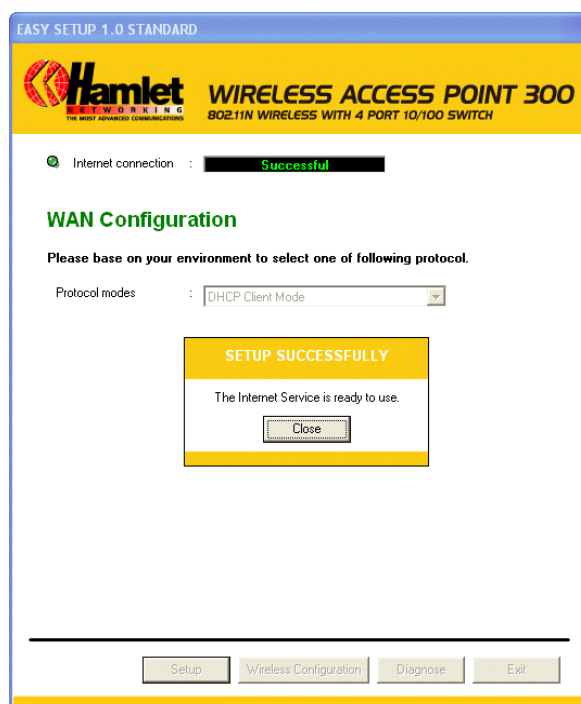 EASY SETUP 1.0 STANDARD
Hamlet
NETWORKING
THE MOST ADVANCED COMMUNICATIONS
WIRELESS ACCESS POINT 300
802.11N WIRELESS WITH 4 PORT 10/100 SWITCH
Internet connection : Successful
WAN Configuration
Please base on your environment to select one of following protocol.
Protocol modes : DHCP Client Mode
SETUP SUCCESSFULLY
The Internet Service is ready to use.
Close
Setup Wireless Configuration Diagnose Exit